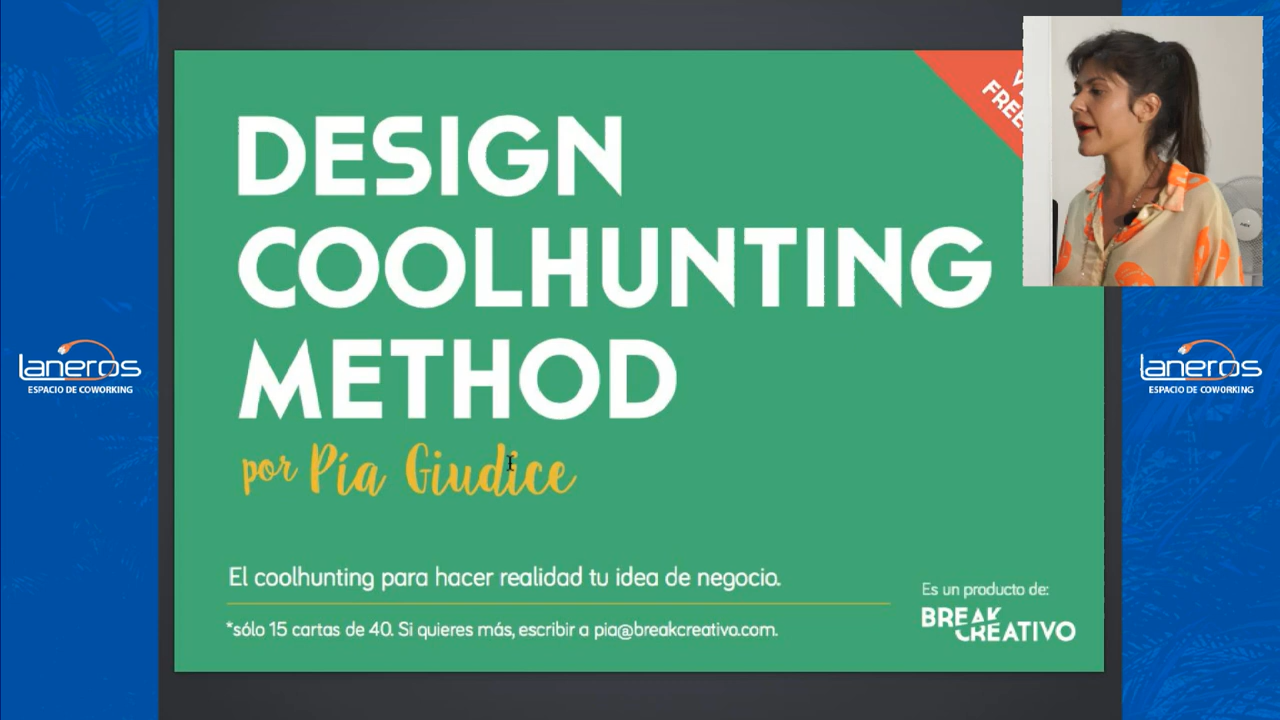 DESIGN
COOLHUNTING
METHOD
por Pía Giudice
El coolhunting para hacer realidad tu idea de negocio.
*sólo 15 cartas de 40. Si quieres más, escribir a pia@breakcreativo.com.
Es un producto de:
BREAK
CREATIVO
laneros
ESPACIO DE COWORKING
laneros
ESPACIO DE COWORKING